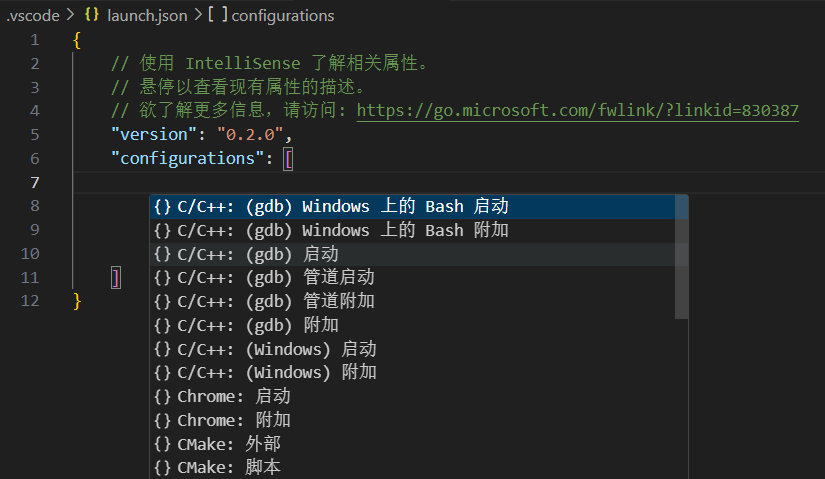 .vscode > {} launch.json > [ ] configurations
1 {
2 // 使用 IntelliSense 了解相关属性。
3 // 悬停以查看现有属性的描述。
4 // 欲了解更多信息，请访问: https://go.microsoft.com/fwlink/?linkid=830387
5 "version": "0.2.0",
6 "configurations": [
7
8 {} C/C++: (gdb) Windows 上的 Bash 启动
9 {} C/C++: (gdb) Windows 上的 Bash 附加
10 {} C/C++: (gdb) 启动
11 ] {} C/C++: (gdb) 管道启动
12 } {} C/C++: (gdb) 管道附加
{} C/C++: (gdb) 附加
{} C/C++: (Windows) 启动
{} C/C++: (Windows) 附加
{} Chrome: 启动
{} Chrome: 附加
{} CMake: 外部
{} CMake: 脚本